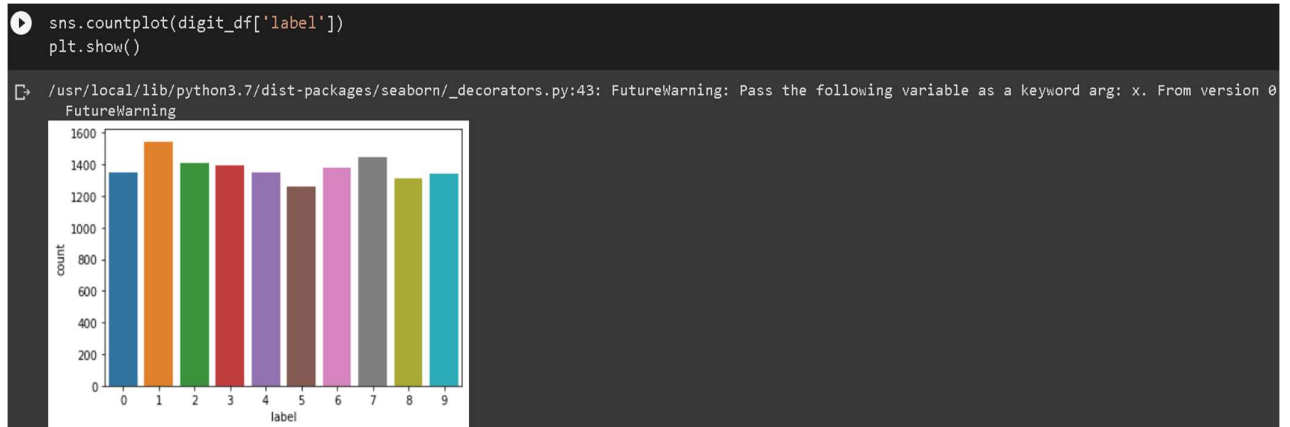 sns.countplot(digit_df['label'])
plt.show()
/usr/local/lib/python3.7/dist-packages/seaborn/_decorators.py:43: FutureWarning: Pass the following variable as a keyword arg: x. From version 0
FutureWarning
1600
1400
1200
1000
800
600
400
200
0
count
0 1 2 3 4 5 6 7 8 9
label